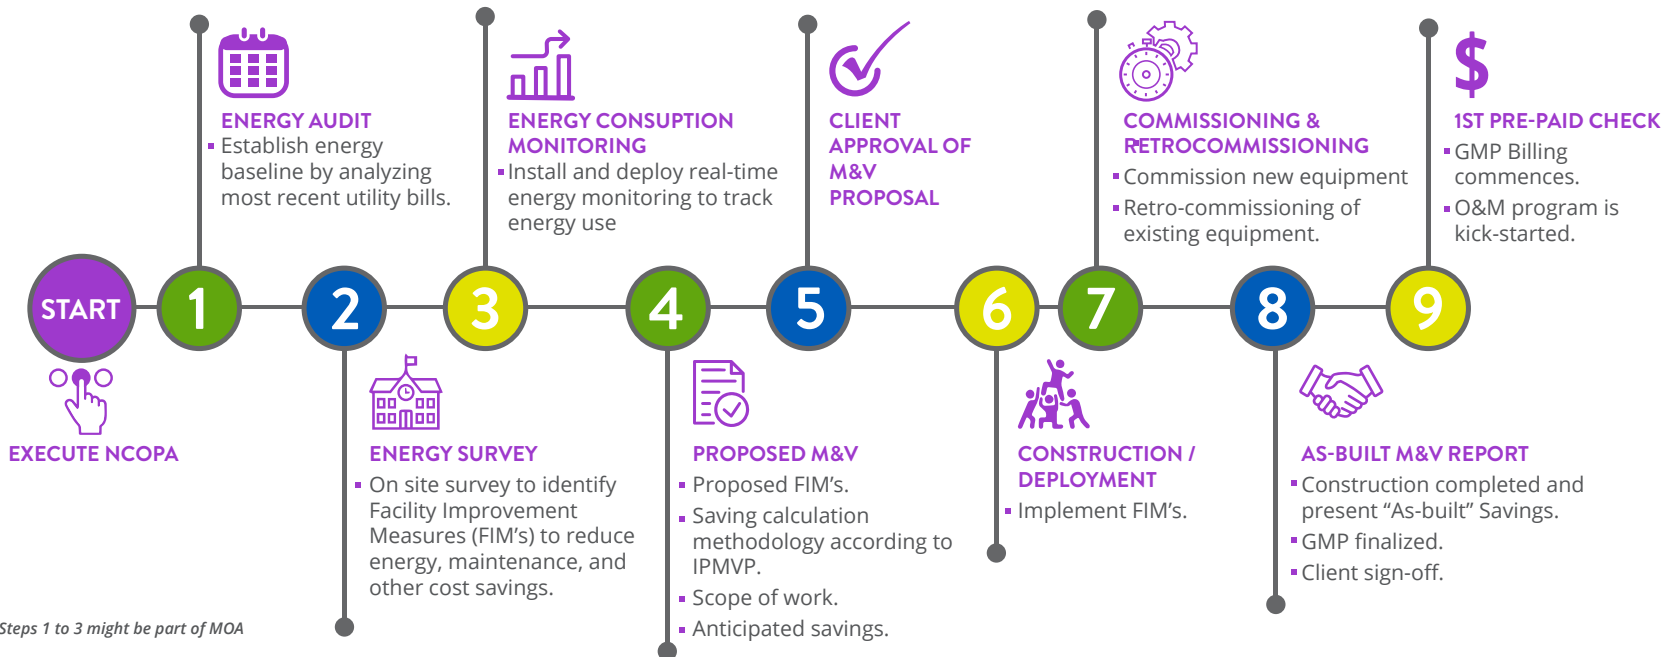 START
EXECUTE NCOPA
1
ENERGY AUDIT
▪ Establish energy
baseline by analyzing
most recent utility bills.
2
ENERGY SURVEY
▪ On site survey to identify
Facility Improvement
Measures (FIM's) to reduce
energy, maintenance, and
other cost savings.
3
ENERGY CONSUPTION
MONITORING
▪ Install and deploy real-time
energy monitoring to track
energy use
4
PROPOSED M&V
▪ Proposed FIM's.
▪ Saving calculation
methodology according to
IPMVP.
▪ Scope of work.
▪ Anticipated savings.
5
CLIENT
APPROVAL OF
M&V
PROPOSAL
6
CONSTRUCTION /
DEPLOYMENT
▪ Implement FIM's.
7
COMMISSIONING &
RETROCOMMISSIONING
▪ Commission new equipment
▪ Retro-commissioning of
existing equipment.
8
AS-BUILT M&V REPORT
▪ Construction completed and
present “As-built” Savings.
▪ GMP finalized.
▪ Client sign-off.
9
$
1ST PRE-PAID CHECK
▪ GMP Billing
commences.
▪ O&M program is
kick-started.
Steps 1 to 3 might be part of MOA